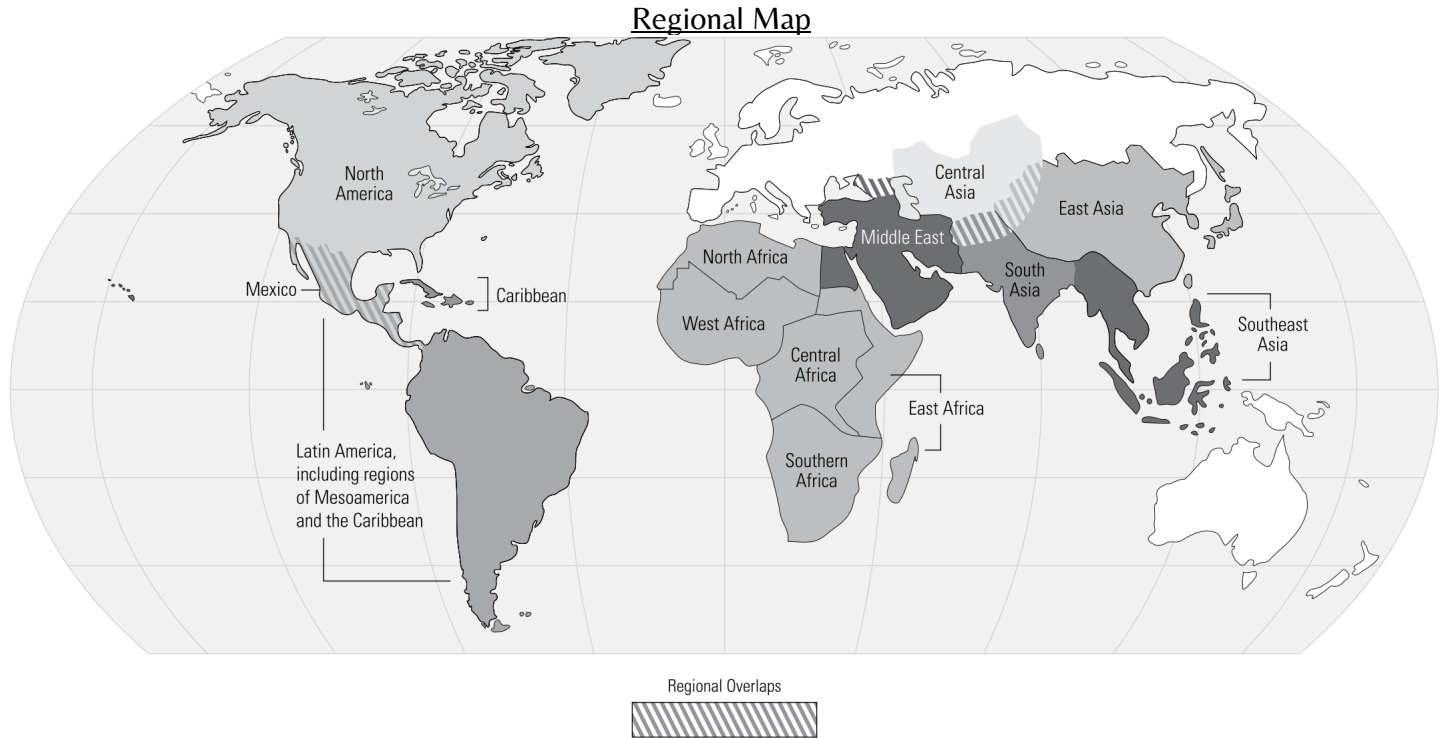 Regional Map
North
America
Central
Asia
East Asia
Middle East
North Africa
South
Asia
Mexico
Caribbean
West Africa
Southeast
Asia
Central
Africa
East Africa
Latin America,
including regions
of Mesoamerica
and the Caribbean
Southern
Africa
Regional Overlaps